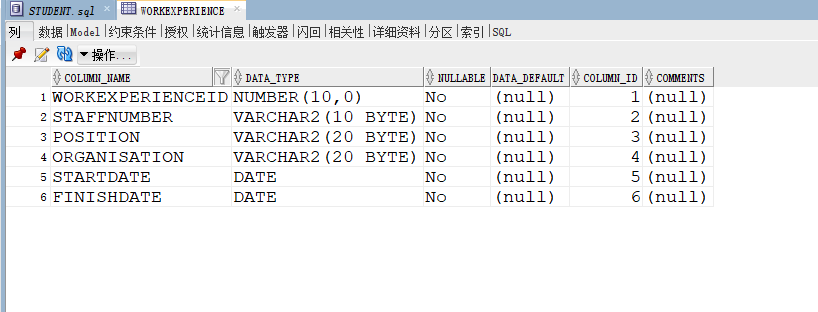 STUDENT.sql × WORKEXPERIENCE ×
列 数据 Model 约束条件 授权 统计信息 触发器 闪回 相关性 详细资料 分区 索引 SQL
操作...
COLUMN_NAME DATA_TYPE NULLABLE DATA_DEFAULT COLUMN_ID COMMENTS
1 WORKEXPERIENCEID NUMBER(10,0) No (null) 1 (null)
2 STAFFNUMBER VARCHAR2(10 BYTE) No (null) 2 (null)
3 POSITION VARCHAR2(20 BYTE) No (null) 3 (null)
4 ORGANISATION VARCHAR2(20 BYTE) No (null) 4 (null)
5 STARTDATE DATE No (null) 5 (null)
6 FINISHDATE DATE No (null) 6 (null)